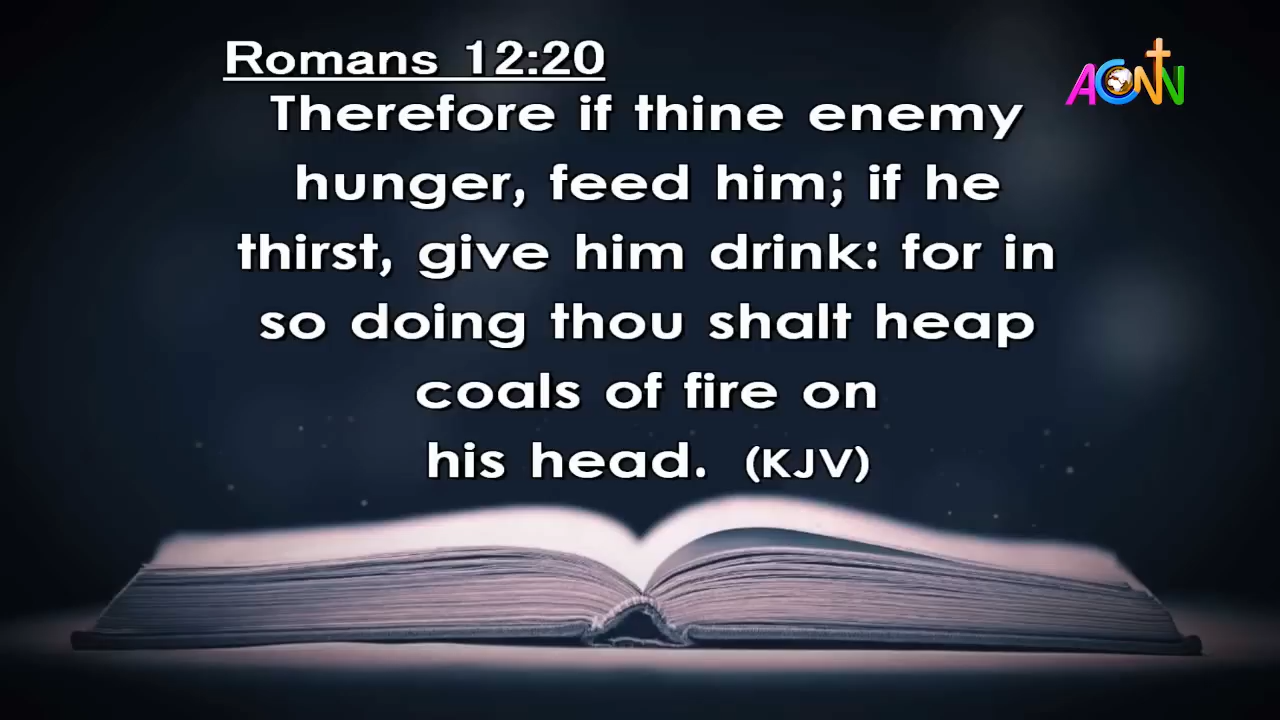 Romans 12:20
ACNN
Therefore if thine enemy
hunger, feed him; if he
thirst, give him drink: for in
so doing thou shalt heap
coals of fire on
his head. (KJV)